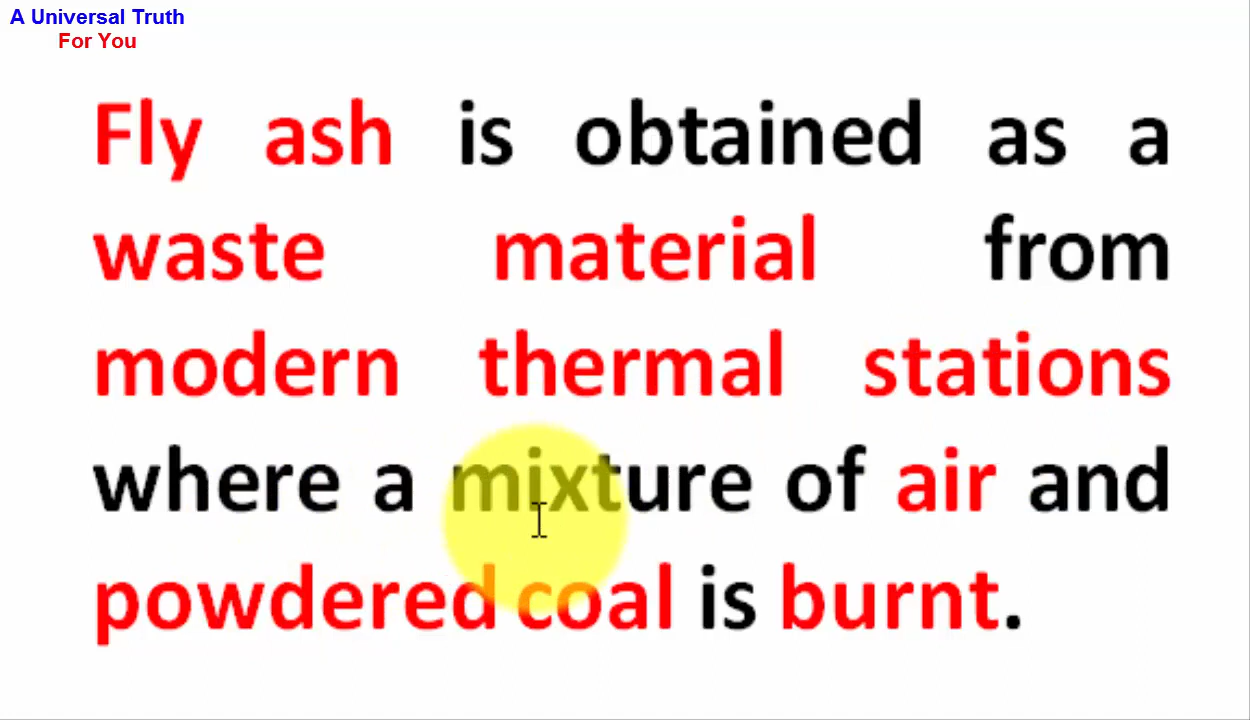 A Universal Truth
For You
Fly ash is obtained as a
waste material from
modern thermal stations
where a mixture of air and
powdered coal is burnt.